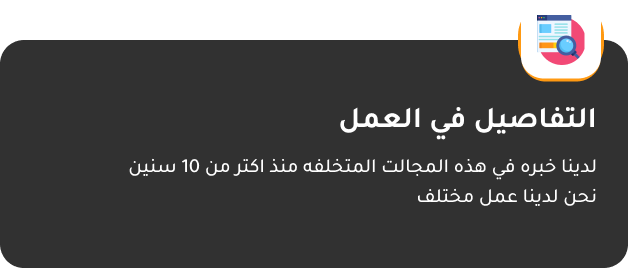 التفاصيل في العمل
لدينا خبره في هذه المجالت المتخلفه منذ اكتر من 10 سنين
نحن لدينا عمل مختلف